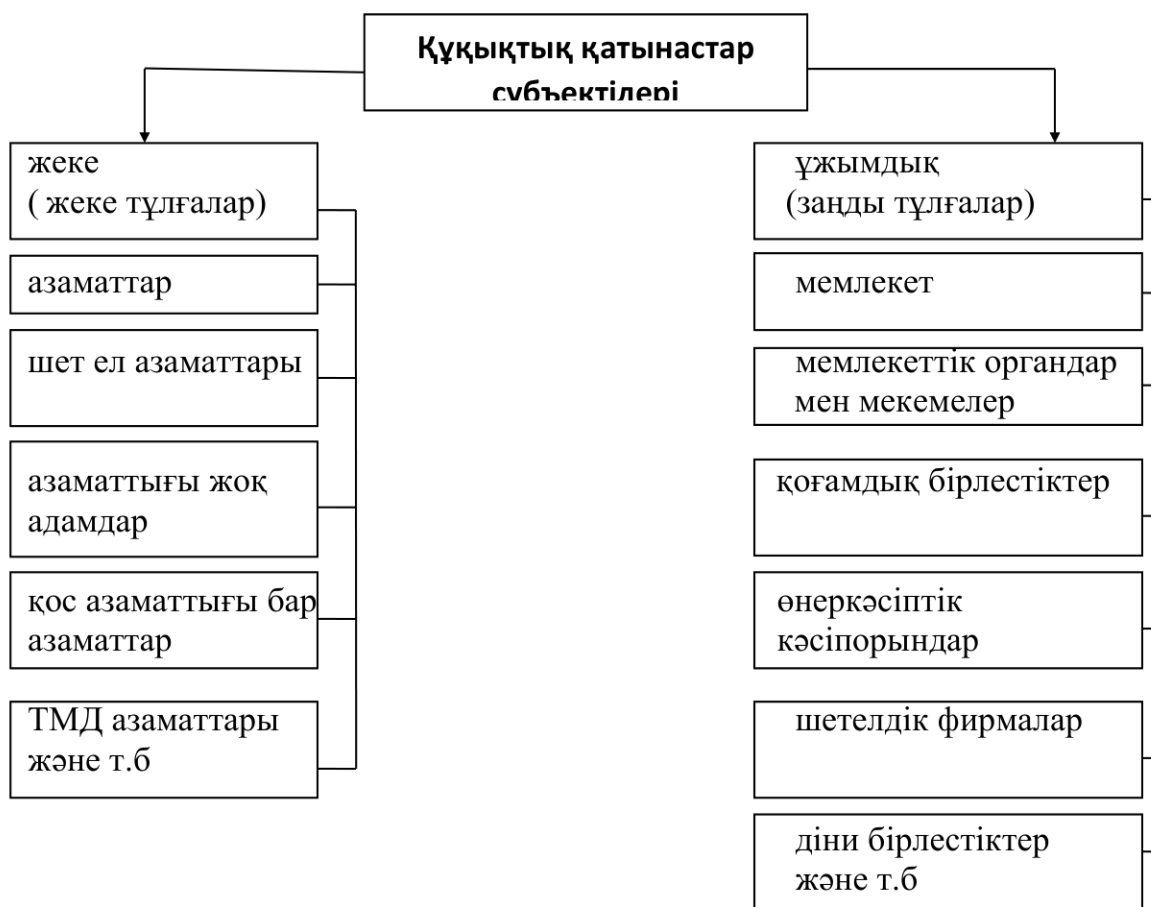 Құқықтық қатынастар
субъектілері
жеке
( жеке тұлғалар)
азаматтар
шет ел азаматтары
азаматтығы жоқ
адамдар
қос азаматтығы бар
азаматтар
ТМД азаматтары
және т.б
ұжымдық
(заңды тұлғалар)
мемлекет
мемлекеттік органдар
мен мекемелер
қоғамдық бірлестіктер
өнеркәсіптік
кәсіпорындар
шетелдік фирмалар
діни бірлестіктер
және т.б